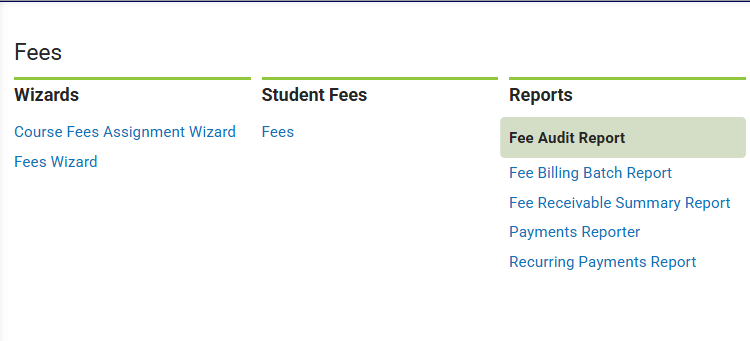 Fees
Wizards
Course Fees Assignment Wizard
Fees Wizard
Student Fees
Fees
Reports
Fee Audit Report
Fee Billing Batch Report
Fee Receivable Summary Report
Payments Reporter
Recurring Payments Report